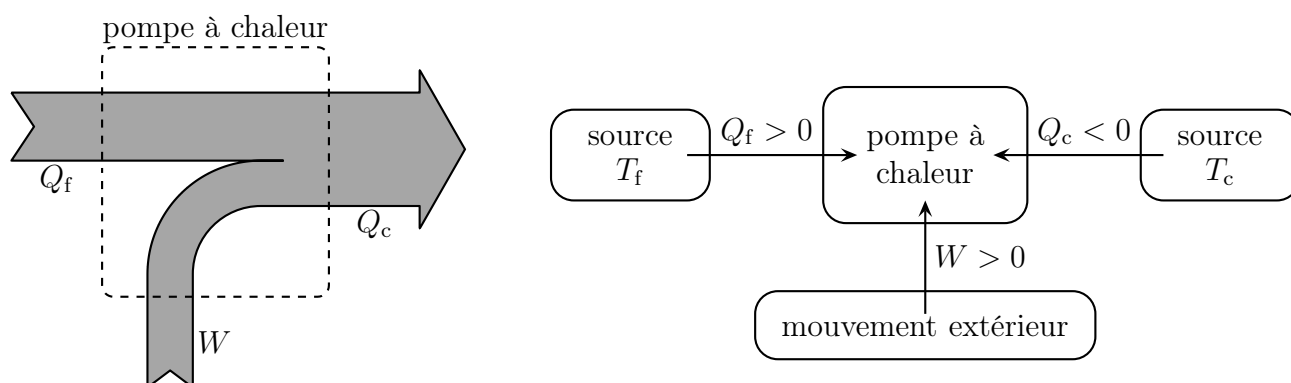 pompe à chaleur
Q_f
Q_c
W
source
T_f
Q_f > 0
pompe à
chaleur
Q_c < 0
source
T_c
W > 0
mouvement extérieur